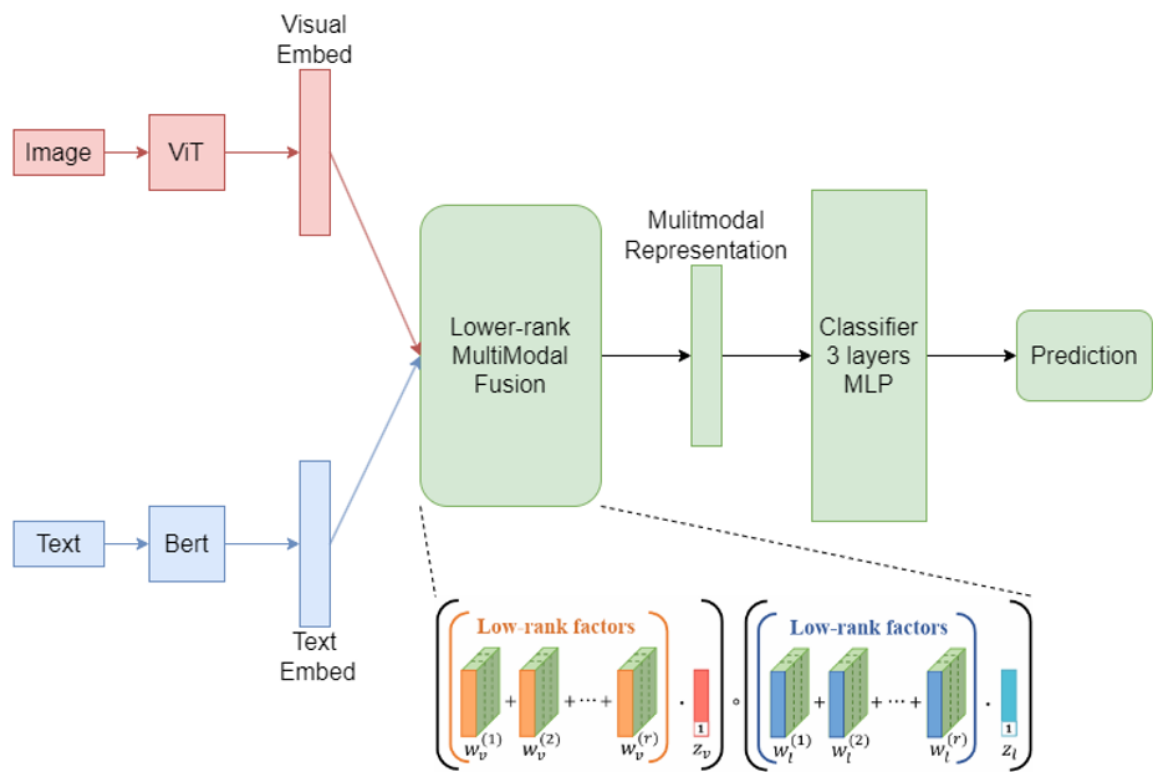 Visual
Embed
Image
ViT
Lower-rank
MultiModal
Fusion
Mulitmodal
Representation
Classifier
3 layers
MLP
Prediction
Text
Bert
Text
Embed
Low-rank factors
+ + ⋯ + · 1
w_v^(1) w_v^(2) w_v^(r) z_v
∘
Low-rank factors
+ + ⋯ + · 1
w_l^(1) w_l^(2) w_l^(r) z_l